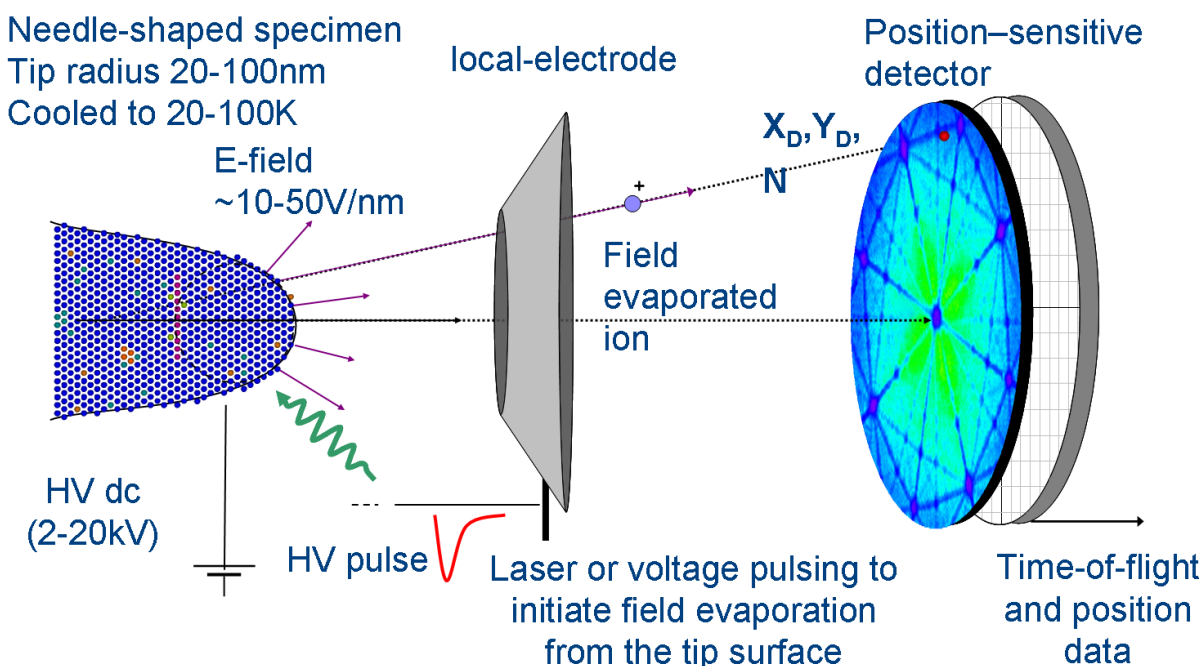 Needle-shaped specimen
Tip radius 20-100nm
Cooled to 20-100K
local-electrode
Position–sensitive
detector
E-field
~10-50V/nm
X_D,Y_D,
N
+
Field
evaporated
ion
HV dc
(2-20kV)
HV pulse
Laser or voltage pulsing to
initiate field evaporation
from the tip surface
Time-of-flight
and position
data